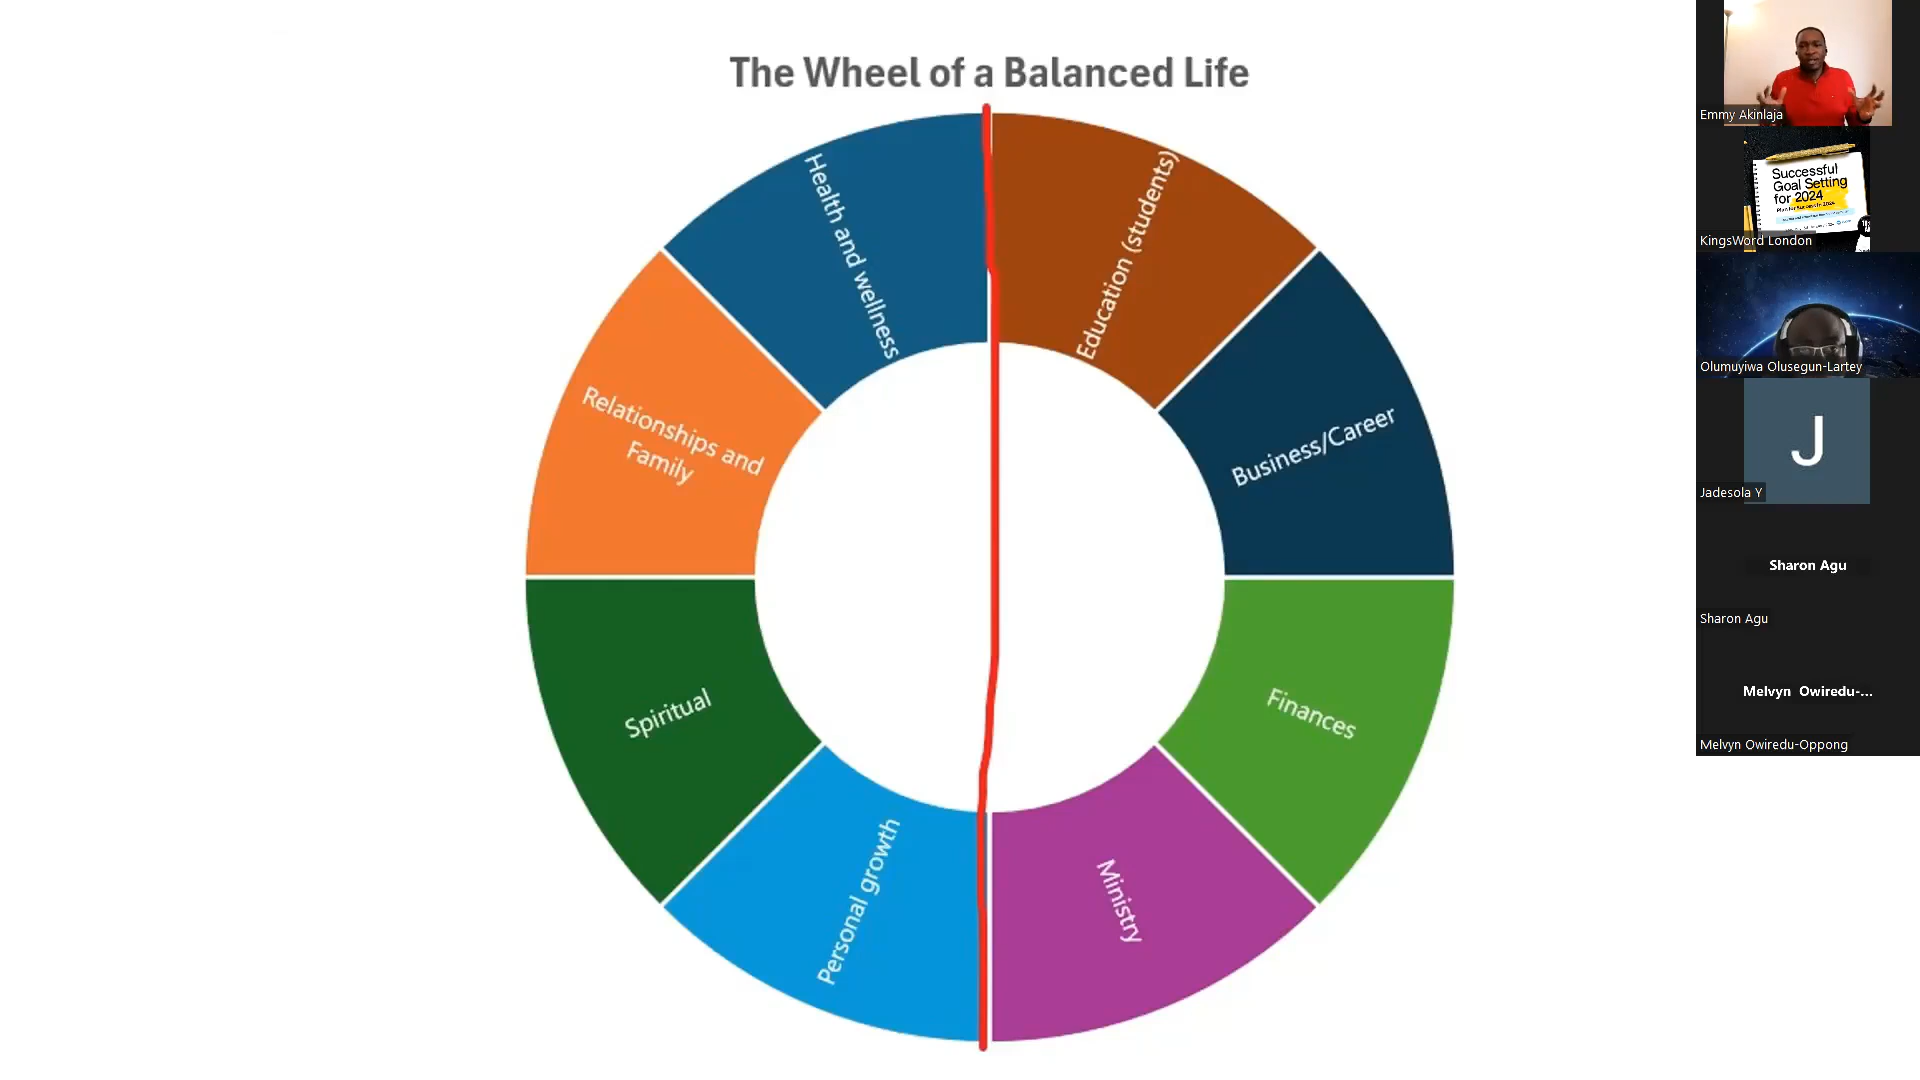 The Wheel of a Balanced Life
Health and wellness
Education (students)
Relationships and
Family
Business/Career
Spiritual
Finances
Personal growth
Ministry
Emmy Akinlaja
Successful
Goal Setting
for 2024
KingsWord London
Olumuyiwa Olusegun-Lartey
J
Jadesola Y
Sharon Agu
Sharon Agu
Melvyn Owiredu-...
Melvyn Owiredu-Oppong